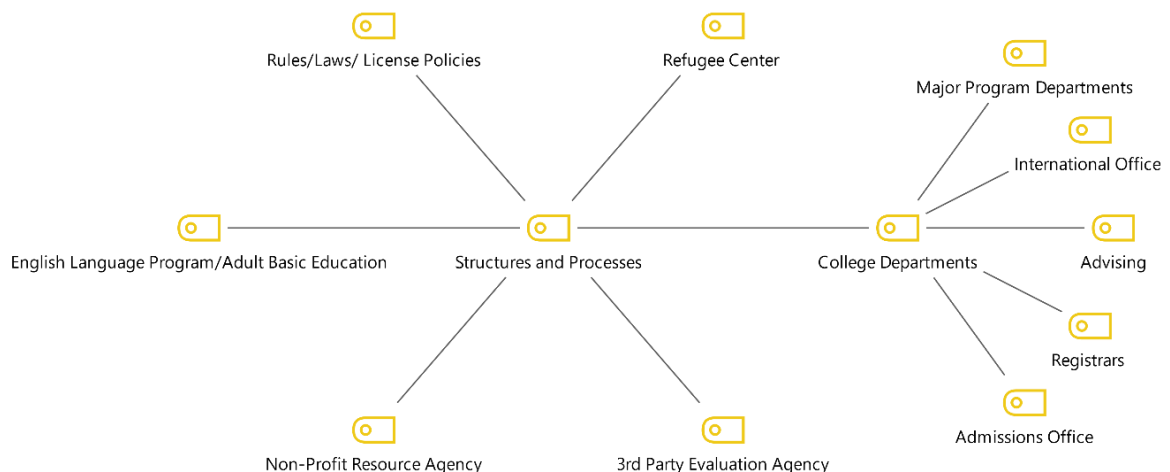 Rules/Laws/ License Policies
Refugee Center
Major Program Departments
International Office
English Language Program/Adult Basic Education
Structures and Processes
College Departments
Advising
Registrars
Admissions Office
Non-Profit Resource Agency
3rd Party Evaluation Agency